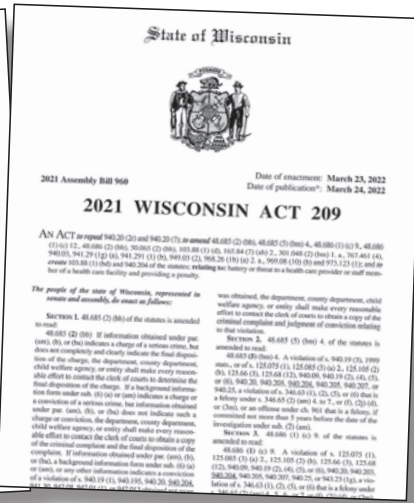 State of Wisconsin
2021 Assembly Bill 960
Date of enactment: March 23, 2022
Date of publication*: March 24, 2022
2021 WISCONSIN ACT 209
AN ACT to repeal 940.20 (2r) and 940.20 (7); to amend 48.685 (2) (bb), 48.685 (5) (bm) 4., 48.686 (1) (c) 9., 48.686
(1) (c) 12., 48.686 (2) (bb), 50.065 (2) (bb), 103.88 (1) (d), 165.84 (7) (ab) 2., 301.048 (2) (bm) 1. a., 767.461 (4),
940.03, 941.29 (1g) (a), 941.291 (1) (b), 949.03 (2), 968.26 (1b) (a) 2. a., 969.08 (10) (b) and 973.123 (1); and to
create 103.88 (1) (bd) and 940.204 of the statutes; relating to: battery or threat to a health care provider or staff mem-
ber of a health care facility and providing a penalty.
The people of the state of Wisconsin, represented in
senate and assembly, do enact as follows:
SECTION 1. 48.685 (2) (bb) of the statutes is amended
to read:
48.685 (2) (bb) If information obtained under par.
(am), (b), or (ba) indicates a charge of a serious crime, but
does not completely and clearly indicate the final disposi-
tion of the charge, the department, county department,
child welfare agency, or entity shall make every reason-
able effort to contact the clerk of courts to determine the
final disposition of the charge. If a background informa-
tion form under sub. (6) (a) or (am) indicates a charge or
a conviction of a serious crime, but information obtained
under par. (am), (b), or (ba) does not indicate such a
charge or conviction, the department, county department,
child welfare agency, or entity shall make every reason-
able effort to contact the clerk of courts to obtain a copy
of the criminal complaint and the final disposition of the
complaint. If information obtained under par. (am), (b),
or (ba), a background information form under sub. (6) (a)
or (am), or any other information indicates a conviction
of a violation of s. 940.19 (1), 940.195, 940.20, 940.204,
was obtained, the department, county department, child
welfare agency, or entity shall make every reasonable
effort to contact the clerk of courts to obtain a copy of the
criminal complaint and judgment of conviction relating
to that violation.
SECTION 2. 48.685 (5) (bm) 4. of the statutes is
amended to read:
48.685 (5) (bm) 4. A violation of s. 940.19 (3), 1999
stats., or of s. 125.075 (1), 125.085 (3) (a) 2., 125.105 (2)
(b), 125.66 (3), 125.68 (12), 940.09, 940.19 (2), (4), (5),
or (6), 940.20, 940.203, 940.204, 940.205, 940.207, or
940.25, a violation of s. 346.63 (1), (2), (5), or (6) that is
a felony under s. 346.65 (2) (am) 4. to 7., or (f), (2j) (d),
or (3m), or an offense under ch. 961 that is a felony, if
committed not more than 5 years before the date of the
investigation under sub. (2) (am).
SECTION 3. 48.686 (1) (c) 9. of the statutes is
amended to read:
48.686 (1) (c) 9. A violation of s. 125.075 (1),
125.085 (3) (a) 2., 125.105 (2) (b), 125.66 (3), 125.68
(12), 940.09, 940.19 (2), (4), (5), or (6), 940.20, 940.203,
940.204, 940.205, 940.207, 940.25, or 943.23 (1g), a vio-
lation of s. 346.63 (1), (2), (5), or (6) that is a felony under